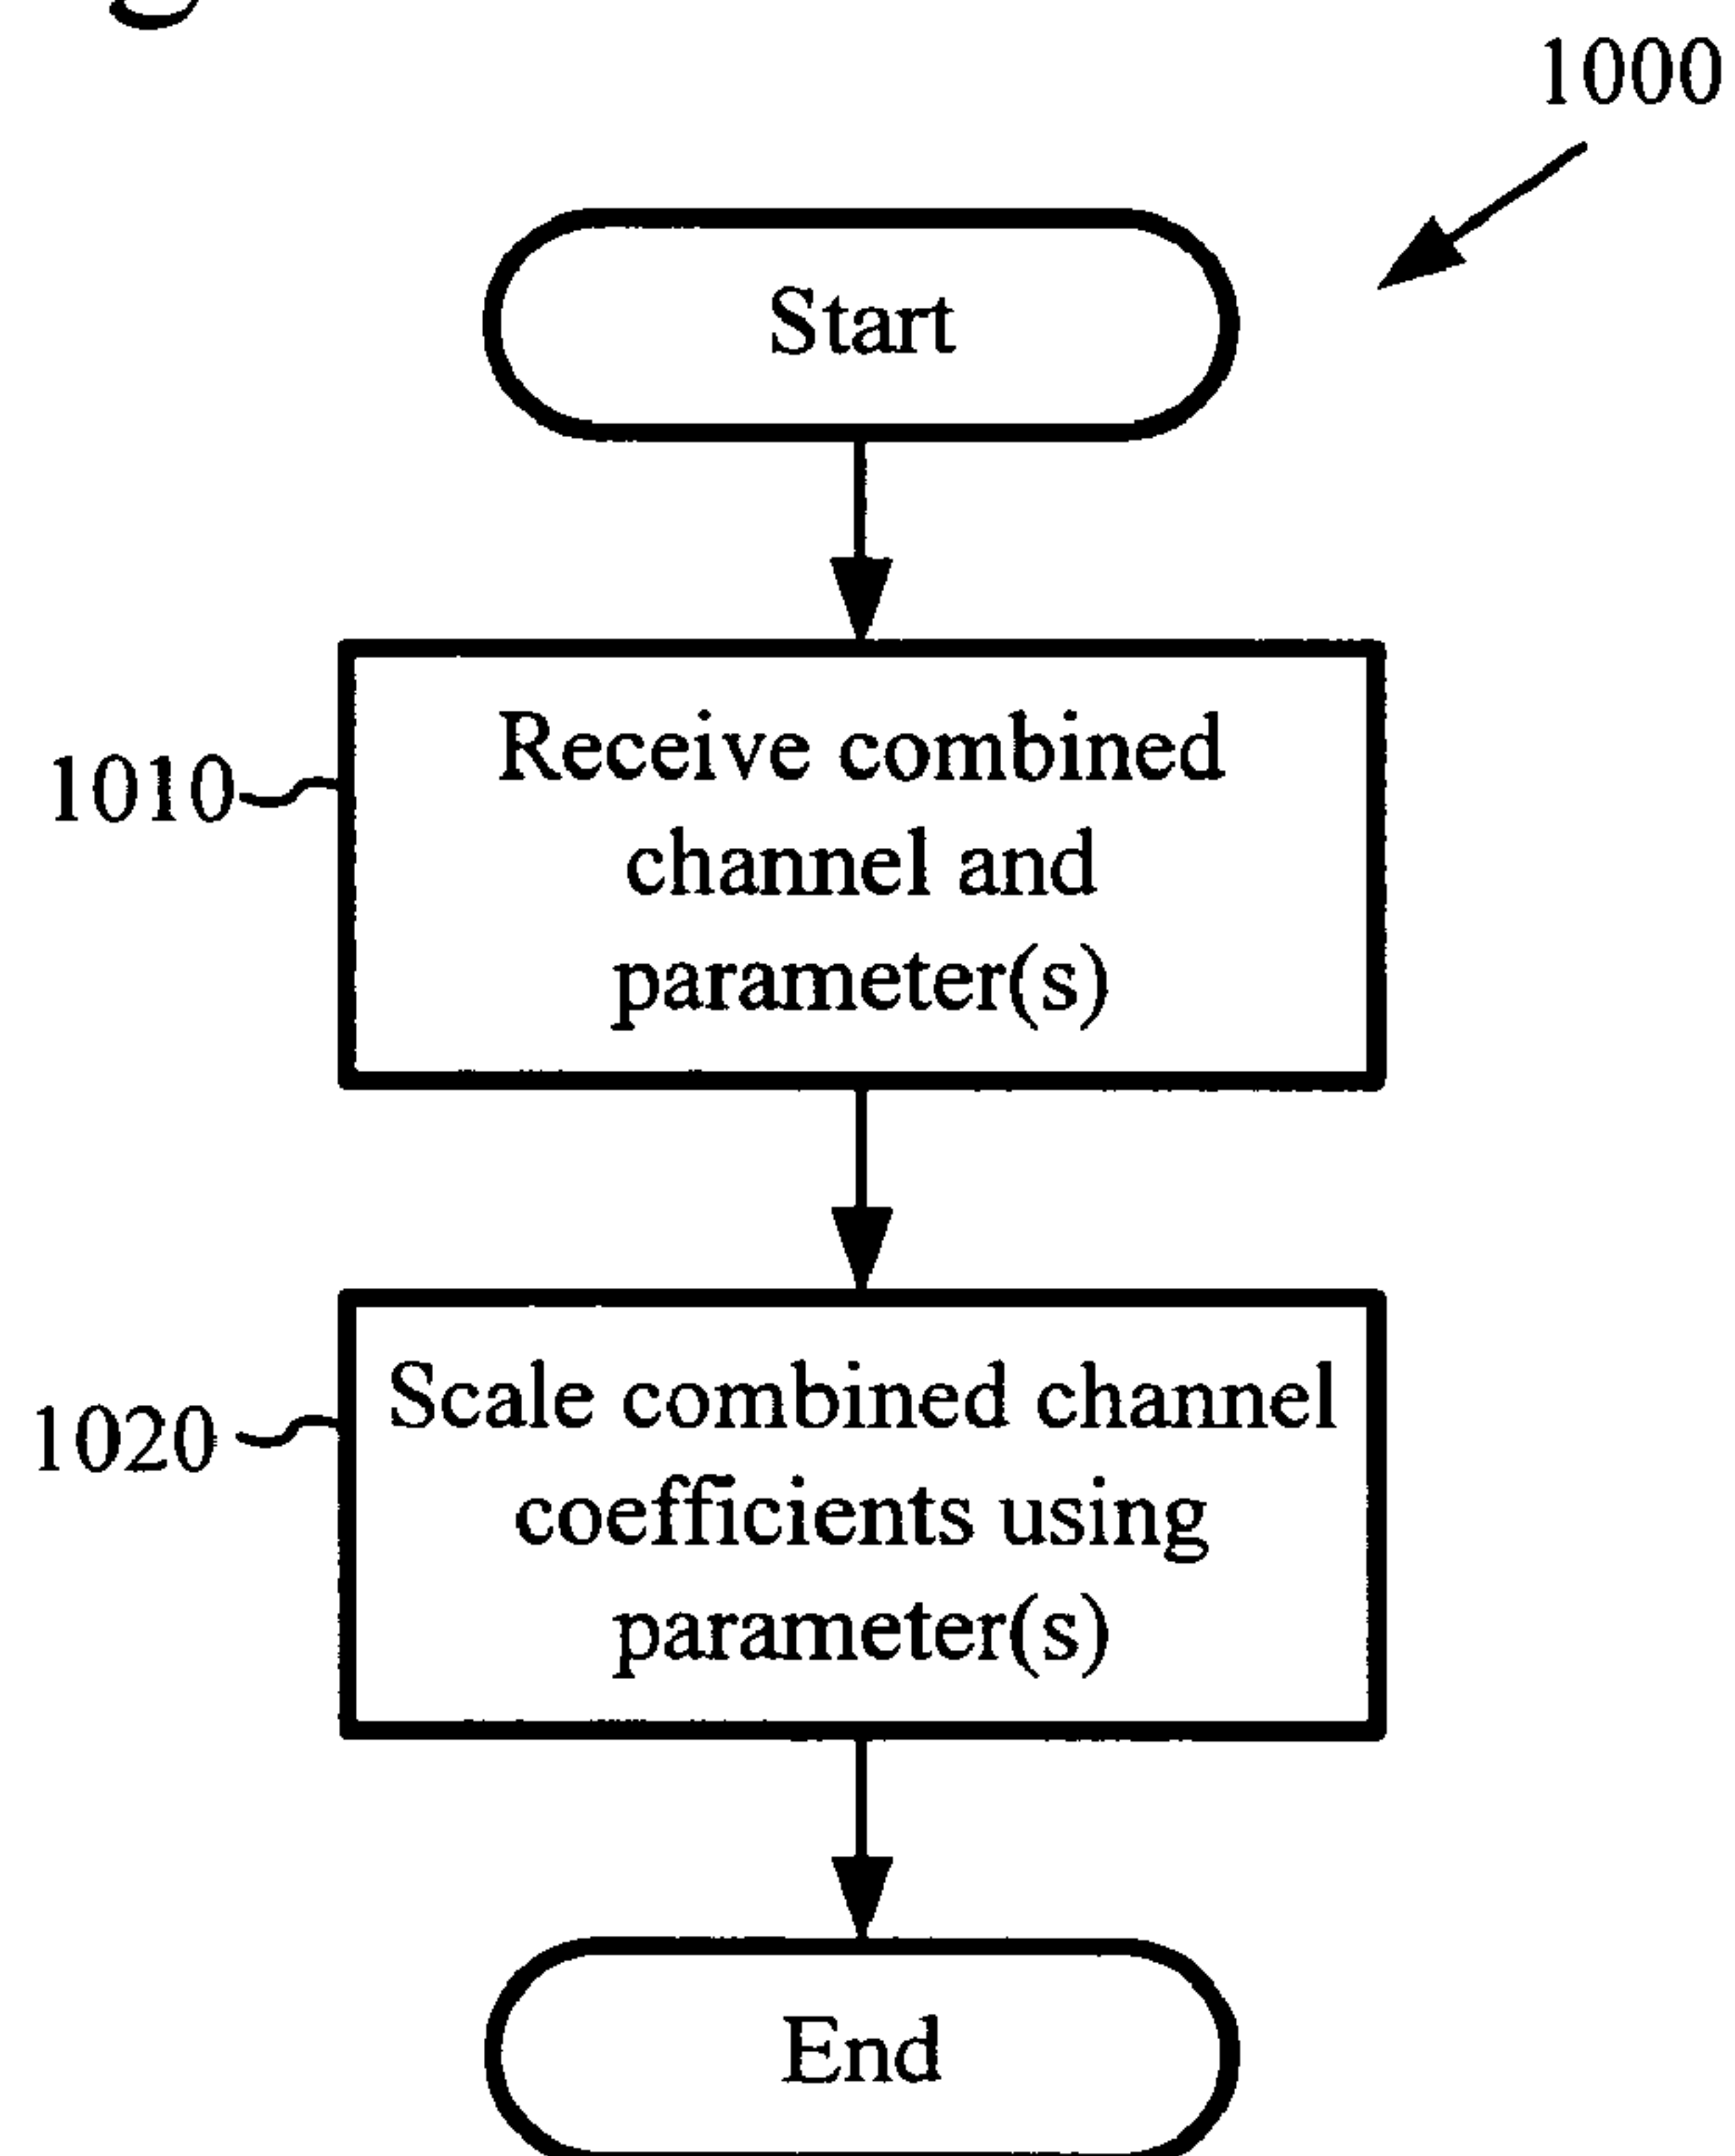 1000
Start
1010
Receive combined
channel and
parameter(s)
1020
Scale combined channel
coefficients using
parameter(s)
End